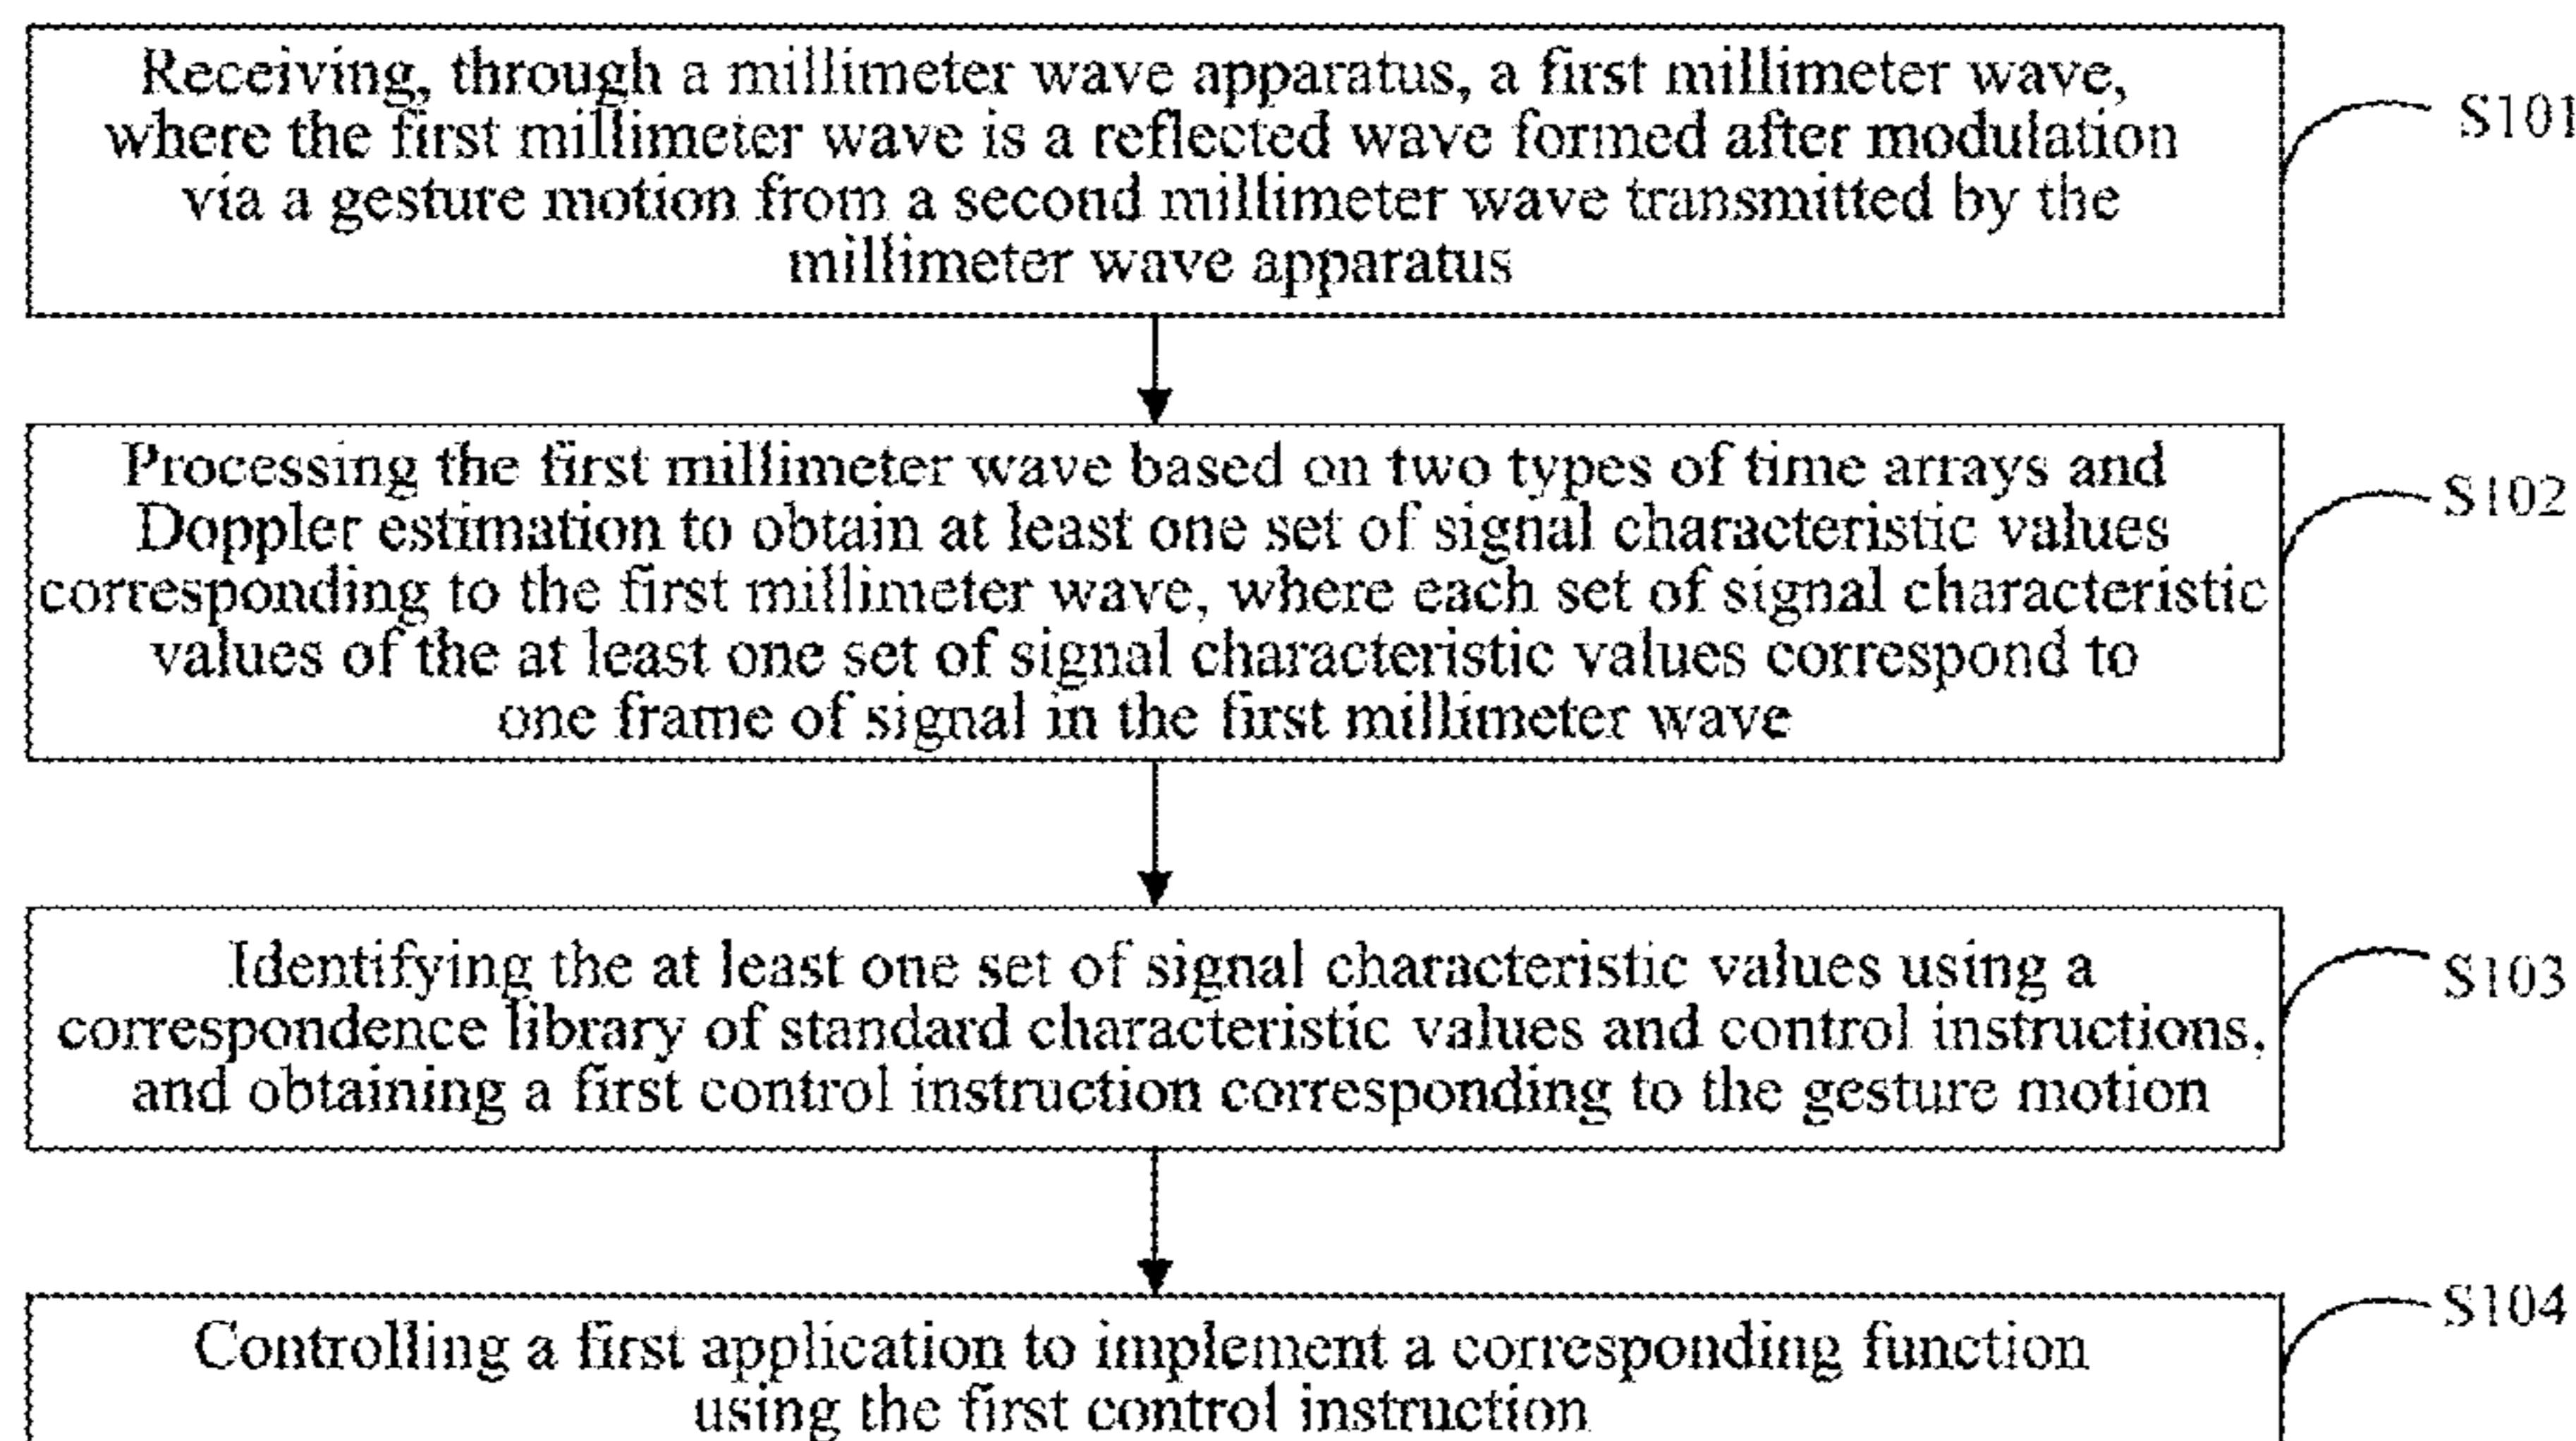 Receiving, through a millimeter wave apparatus, a first millimeter wave,
where the first millimeter wave is a reflected wave formed after modulation
via a gesture motion from a second millimeter wave transmitted by the
millimeter wave apparatus
S101
Processing the first millimeter wave based on two types of time arrays and
Doppler estimation to obtain at least one set of signal characteristic values
corresponding to the first millimeter wave, where each set of signal characteristic
values of the at least one set of signal characteristic values correspond to
one frame of signal in the first millimeter wave
S102
Identifying the at least one set of signal characteristic values using a
correspondence library of standard characteristic values and control instructions,
and obtaining a first control instruction corresponding to the gesture motion
S103
Controlling a first application to implement a corresponding function
using the first control instruction
S104